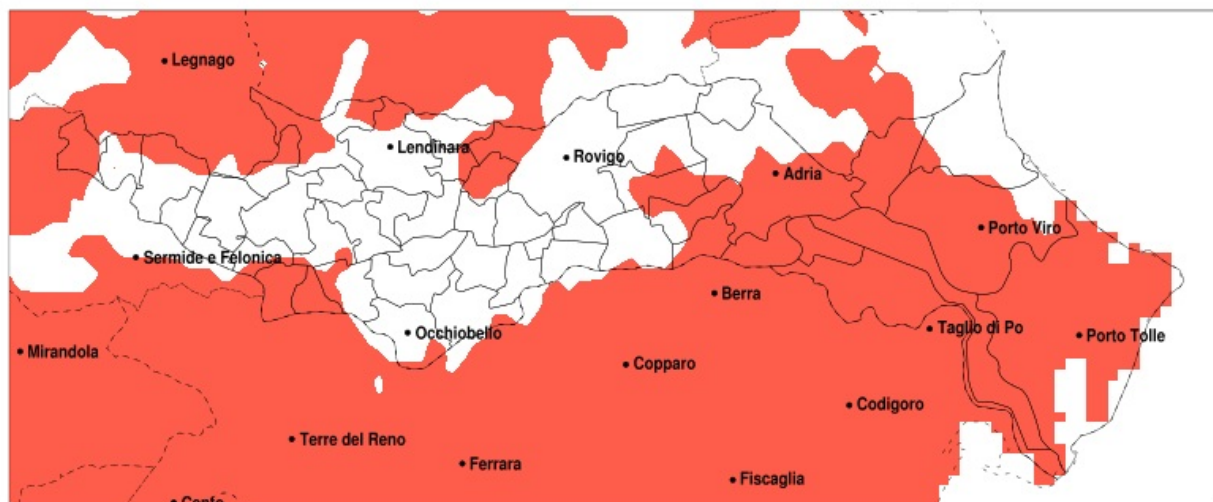 Legnago
Lendinara
Rovigo
Adria
Porto Viro
Sermide e Felonica
Berra
Occhiobello
Taglio di Po
Porto Tolle
Mirandola
Copparo
Codigoro
Terre del Reno
Ferrara
Fiscaglia